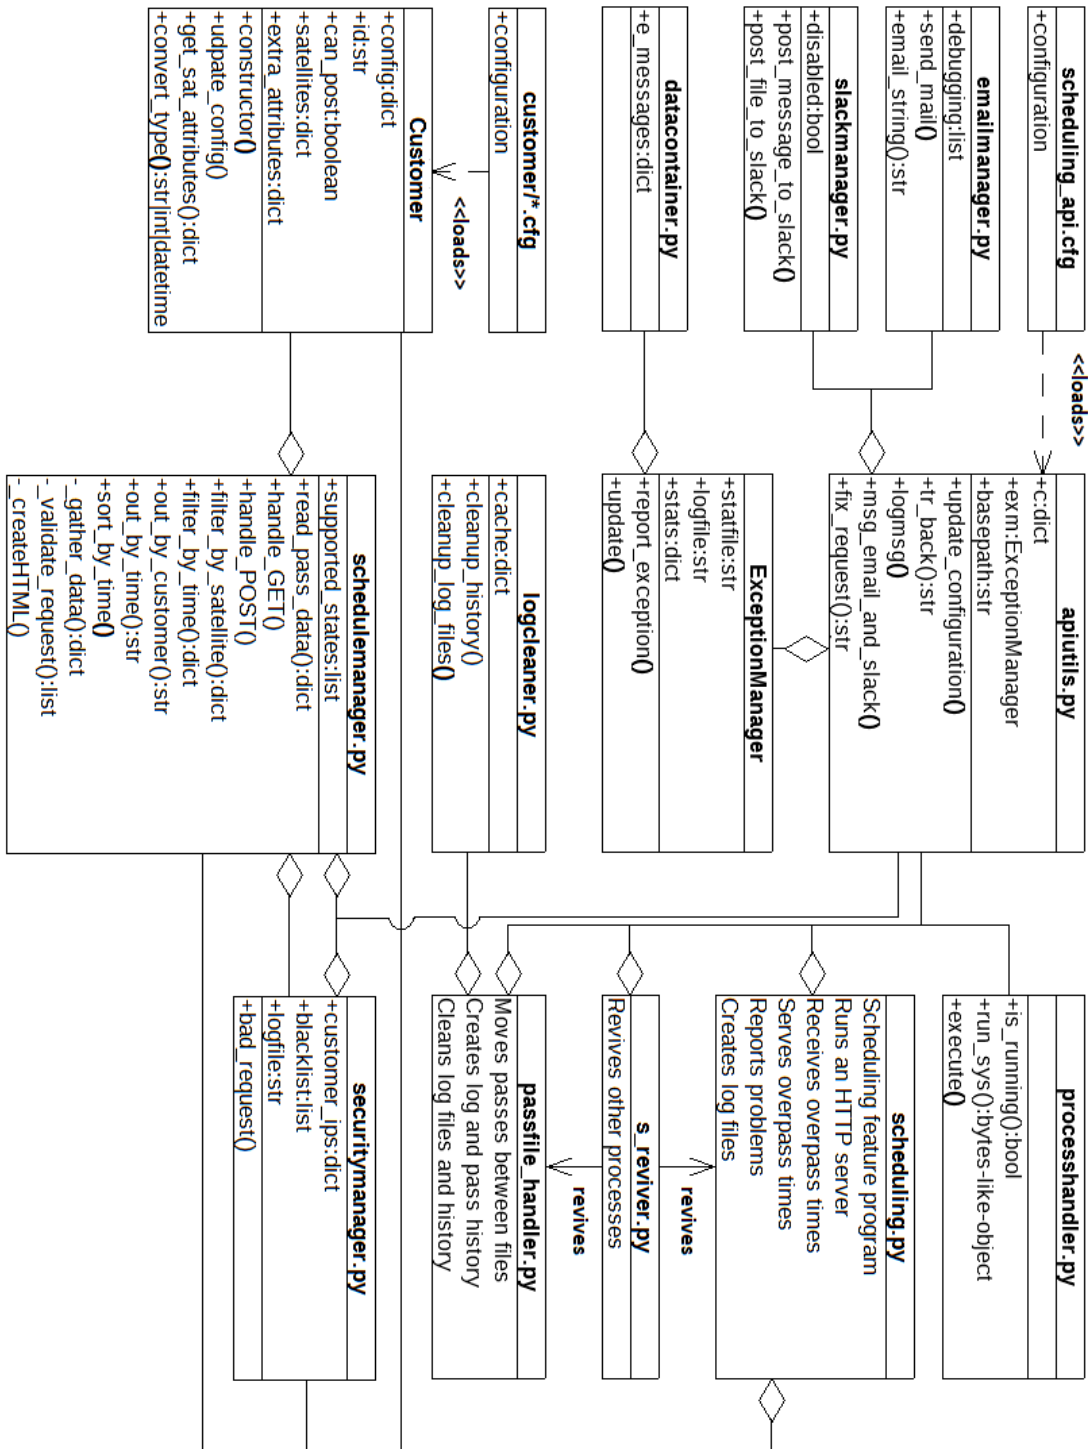 scheduling_api.cfg
+configuration
<<loads>>
emailmanager.py
+debugging:list
+send_mail()
+email_string():str
slackmanager.py
+disabled:bool
+post_message_to_slack()
+post_file_to_slack()
datacontainer.py
+e_messages:dict
customer/*.cfg
+configuration
<<loads>>
Customer
+config:dict
+id:str
+can_post:boolean
+satellites:dict
+extra_attributes:dict
+constructor()
+udpate_config()
+get_sat_attributes():dict
+convert_type():str|int|datetime
apiutils.py
+c:dict
+exm:ExceptionManager
+basepath:str
+update_configuration()
+tr_back():str
+logmsg()
+msg_email_and_slack()
+fix_request():str
ExceptionManager
+statfile:str
+logfile:str
+stats:dict
+report_exception()
+update()
logcleaner.py
+cache:dict
+cleanup_history()
+cleanup_log_files()
schedulemanager.py
+supported_states:list
+read_pass_data():dict
+handle_GET()
+handle_POST()
+filter_by_satellite():dict
+filter_by_time():dict
+out_by_customer():str
+out_by_time():str
+sort_by_time()
-_gather_data():dict
-_validate_request():list
-_createHTML()
processhandler.py
+is_running():bool
+run_sys():bytes-like-object
+execute()
scheduling.py
Scheduling feature program
Runs an HTTP server
Receives overpass times
Serves overpass times
Reports problems
Creates log files
revives
s_reviver.py
Revives other processes
revives
passfile_handler.py
Moves passes between files
Creates log and pass history
Cleans log files and history
securitymanager.py
+customer_ips:dict
+blacklist:list
+logfile:str
+bad_request()